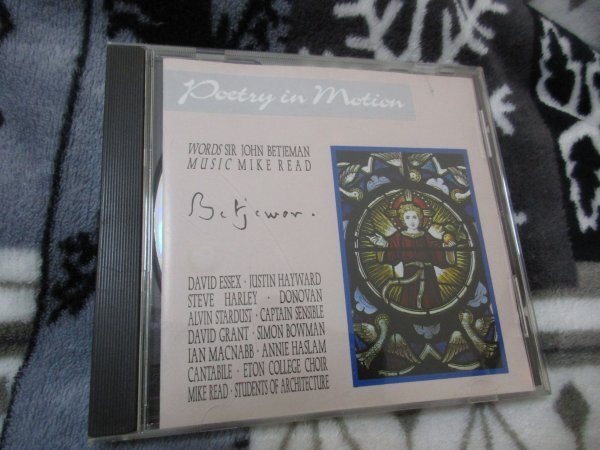 Poetry in Motion
WORDS SIR JOHN BETJEMAN
MUSIC MIKE READ
Betjeman.
DAVID ESSEX · JUSTIN HAYWARD
STEVE HARLEY · DONOVAN
ALVIN STARDUST · CAPTAIN SENSIBLE
DAVID GRANT · SIMON BOWMAN
IAN MACNABB · ANNIE HASLAM
CANTABILE · ETON COLLEGE CHOIR
MIKE READ · STUDENTS OF ARCHITECTURE